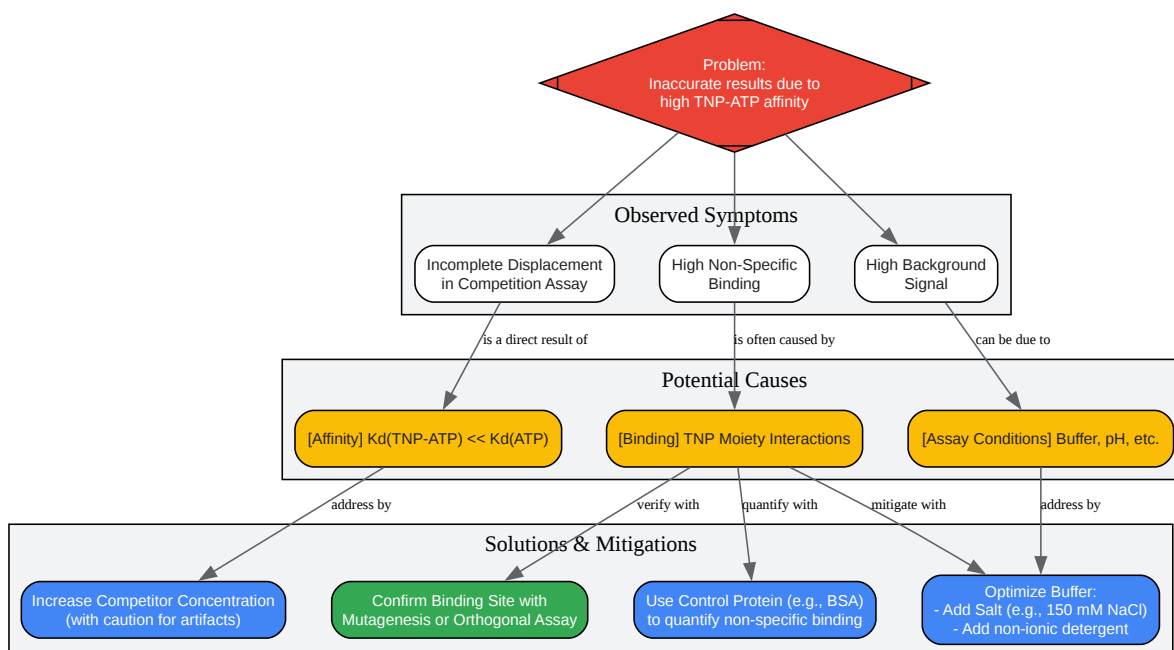 Problem:
Inaccurate results due to
high TNP-ATP affinity
Observed Symptoms
Incomplete Displacement
in Competition Assay
High Non-Specific
Binding
High Background
Signal
is a direct result of
is often caused by
can be due to
Potential Causes
[Affinity] Kd(TNP-ATP) << Kd(ATP)
[Binding] TNP Moiety Interactions
[Assay Conditions] Buffer, pH, etc.
address by
verify with
quantify with
mitigate with
address by
Solutions & Mitigations
Increase Competitor Concentration
(with caution for artifacts)
Confirm Binding Site with
Mutagenesis or Orthogonal Assay
Use Control Protein (e.g., BSA)
to quantify non-specific binding
Optimize Buffer:
- Add Salt (e.g., 150 mM NaCl)
- Add non-ionic detergent